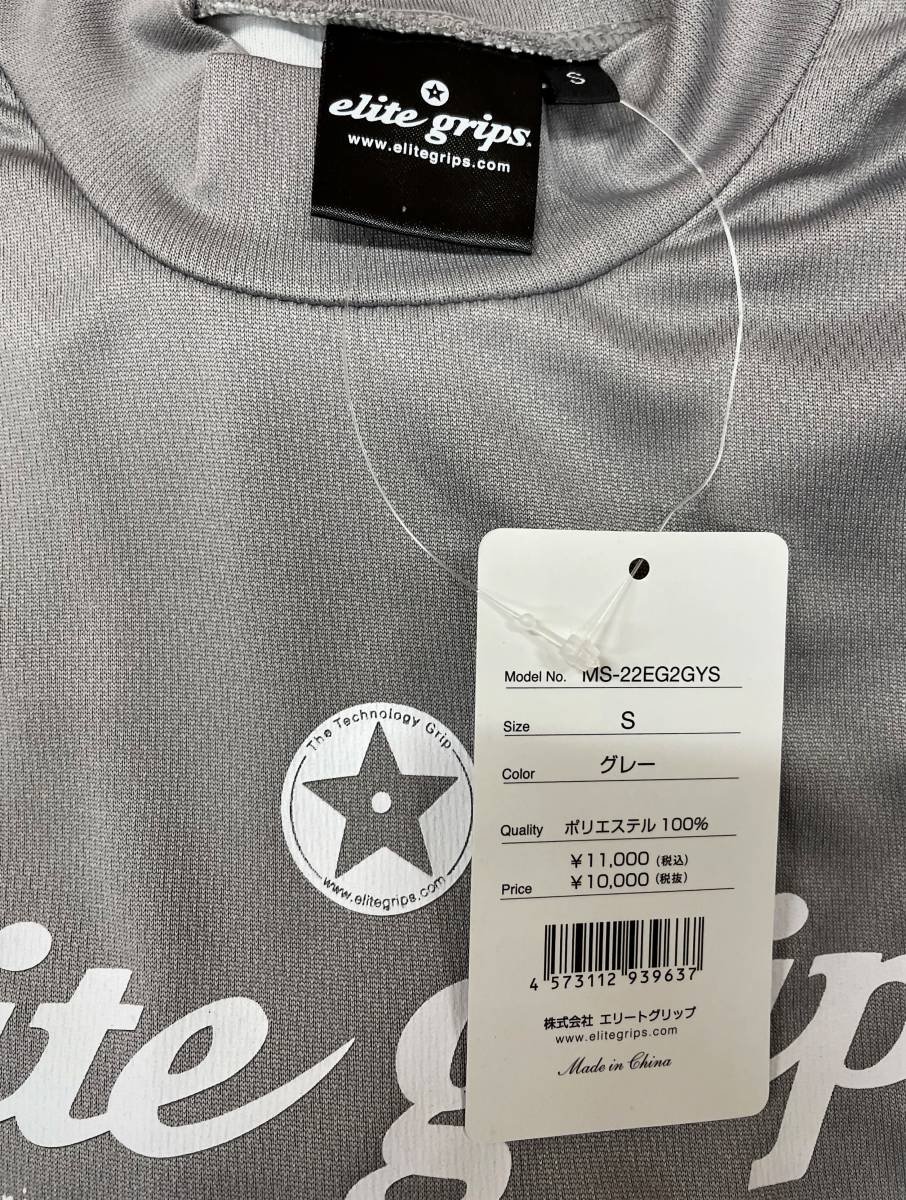 elite grips
www.elitegrips.com
S
Model No. MS-22EG2GYS
Size S
Color グレー
Quality ポリエステル 100%
¥11,000 (税込)
Price ¥10,000 (税抜)
4 573112 939637
株式会社 エリートグリップ
www.elitegrips.com
Made in China
The Technology Grip
www.elitegrips.com
ite grip